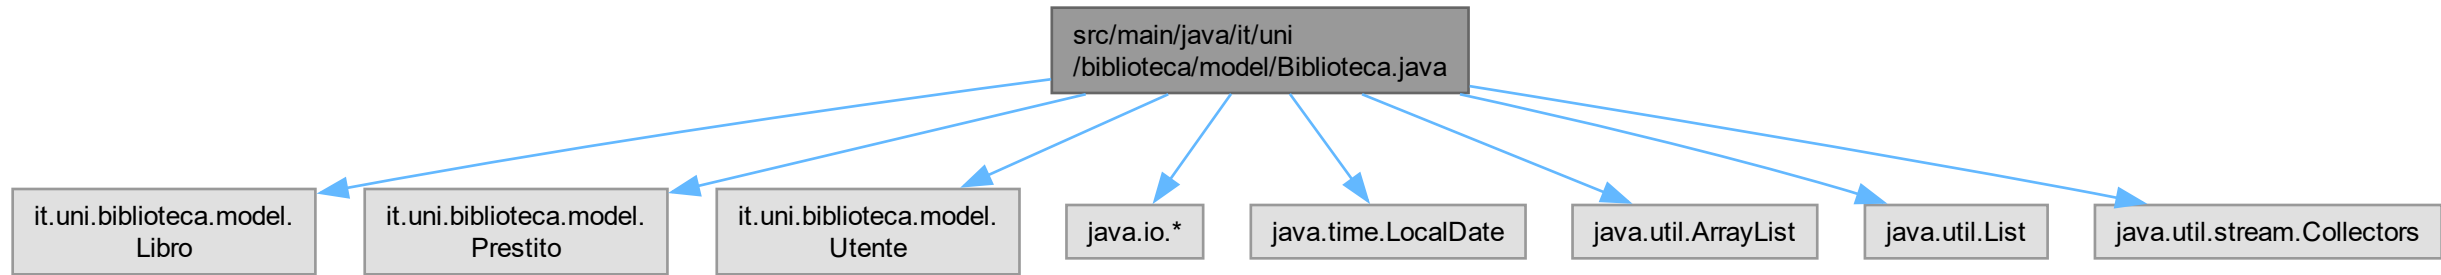 src/main/java/it/uni
/biblioteca/model/Biblioteca.java
it.uni.biblioteca.model.
Libro
it.uni.biblioteca.model.
Prestito
it.uni.biblioteca.model.
Utente
java.io.*
java.time.LocalDate
java.util.ArrayList
java.util.List
java.util.stream.Collectors